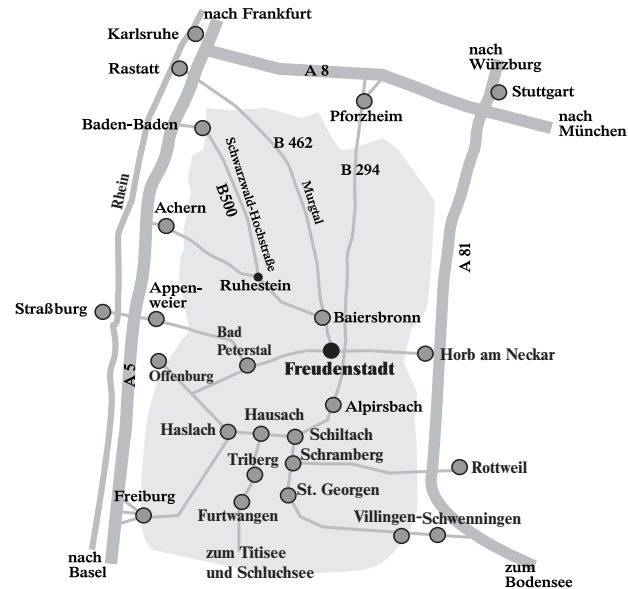 nach Frankfurt
Karlsruhe
Rastatt
A 8
nach
Würzburg
Stuttgart
nach
München
Pforzheim
Baden-Baden
B 462
B 294
Schwarzwald-Hochstraße
B500
Murgtal
Rhein
Achern
A 81
Ruhestein
Appen-
weier
Straßburg
Baiersbronn
Bad
Peterstal
Horb am Neckar
Freudenstadt
A 5
Offenburg
Alpirsbach
Hausach
Haslach
Schiltach
Schramberg
Triberg
Rottweil
St. Georgen
Freiburg
Furtwangen
Villingen-Schwenningen
zum Titisee
und Schluchsee
nach
Basel
zum
Bodensee